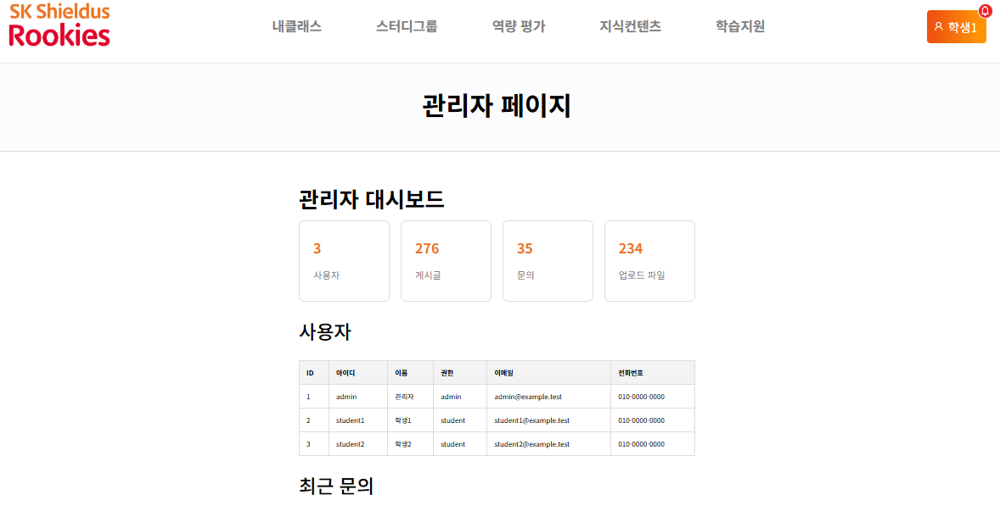 SK Shieldus
Rookies
내클래스 스터디그룹 역량 평가 지식컨텐츠 학습지원
학생1
관리자 페이지
관리자 대시보드
3 276 35 234
사용자 게시글 문의 업로드 파일
사용자
ID 아이디 이름 권한 이메일 전화번호
1 admin 관리자 admin admin@example.test 010-0000-0000
2 student1 학생1 student student1@example.test 010-0000-0000
3 student2 학생2 student student2@example.test 010-0000-0000
최근 문의